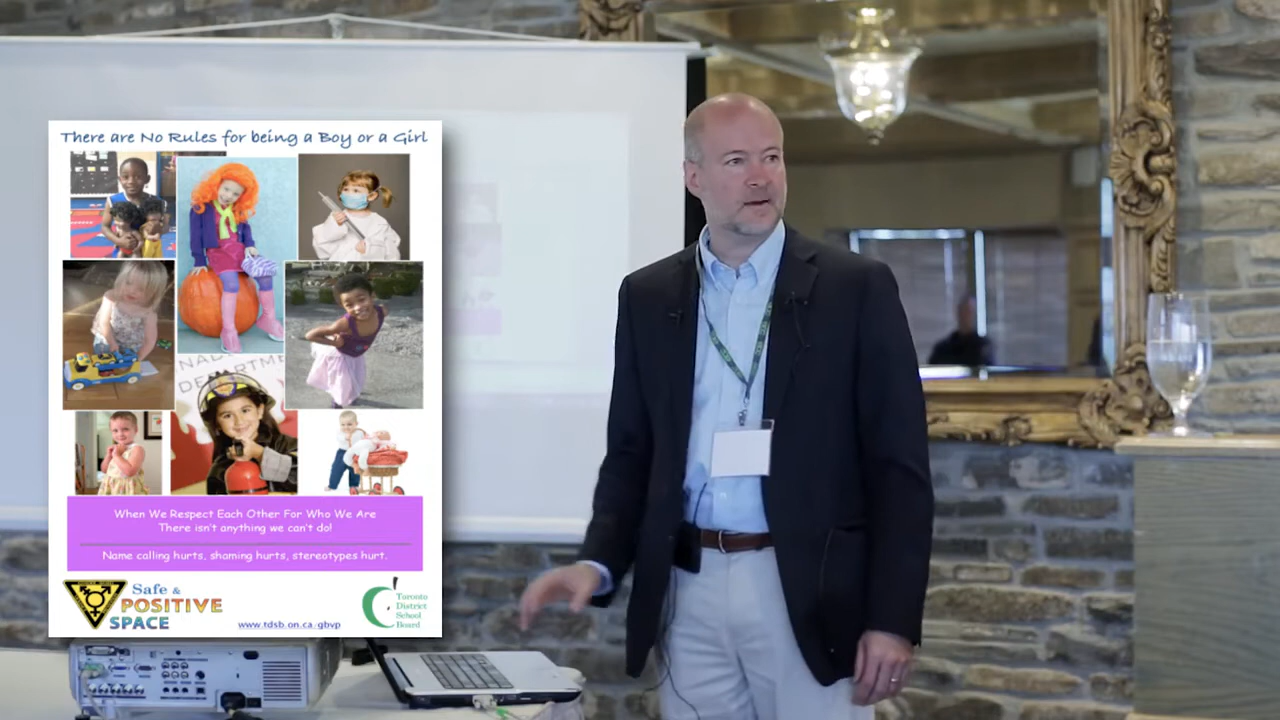 There are No Rules for being a Boy or a Girl
When We Respect Each Other For Who We Are
There isn't anything we can't do!
Name calling hurts, shaming hurts, stereotypes hurt.
Safe &
POSITIVE
SPACE
www.tdsb.on.ca/gbvp
Toronto
District
School
Board